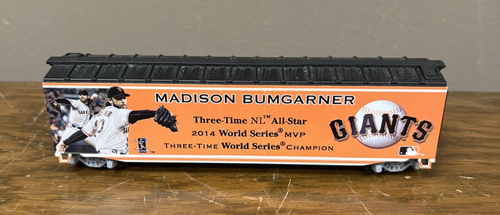 MADISON BUMGARNER
Three-Time NL™ All-Star
2014 World Series® MVP
THREE-TIME WORLD SERIES® CHAMPION
GIANTS